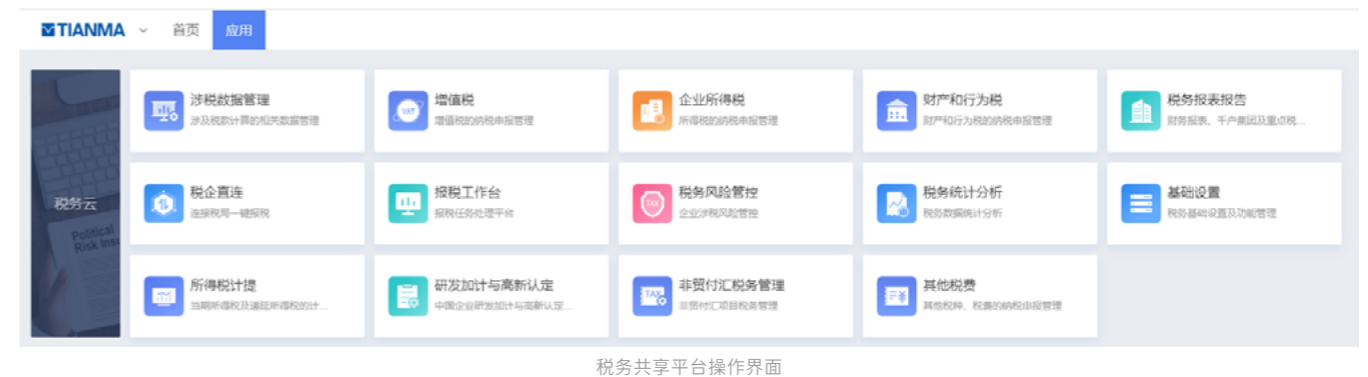 TIANMA 首页 应用
税务云
Political
Risk Insu
涉税数据管理
涉及税款计算的相关数据管理
增值税
增值税的纳税申报管理
企业所得税
所得税的纳税申报管理
财产和行为税
财产和行为税的纳税申报管理
税务报表报告
财务报表、千户集团及重点税...
税企直连
连接税局一键报税
报税工作台
报税任务处理平台
税务风险管控
企业涉税风险管控
税务统计分析
税务数据统计分析
基础设置
税务基础设置及功能管理
所得税计提
当期所得税及递延所得税的计...
研发加计与高新认定
中国企业研发加计与高新认定...
非贸付汇税务管理
非贸付汇项目税务管理
其他税费
其他税种、税费的纳税申报管理
VAT
TAX
TAX
税务共享平台操作界面